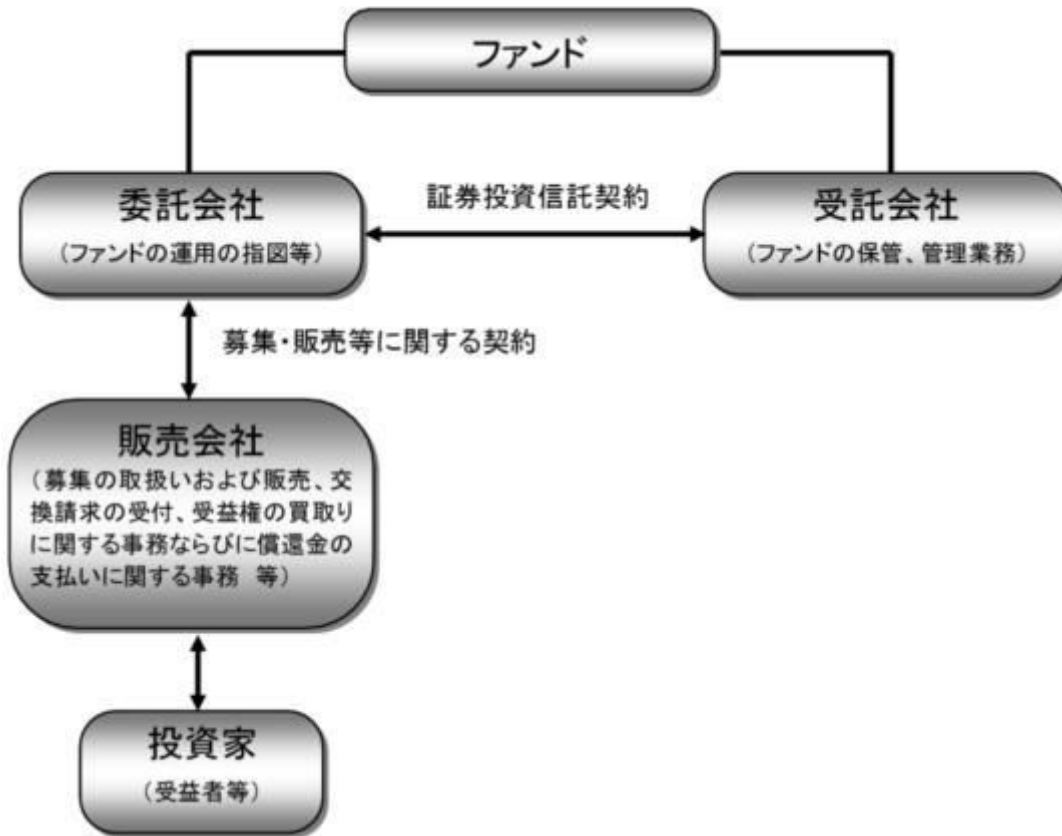 ファンド
委託会社
（ファンドの運用の指図等）
証券投資信託契約
受託会社
（ファンドの保管、管理業務）
募集・販売等に関する契約
販売会社
（募集の取扱いおよび販売、交
換請求の受付、受益権の買取り
に関する事務ならびに償還金の
支払いに関する事務　等）
投資家
（受益者等）